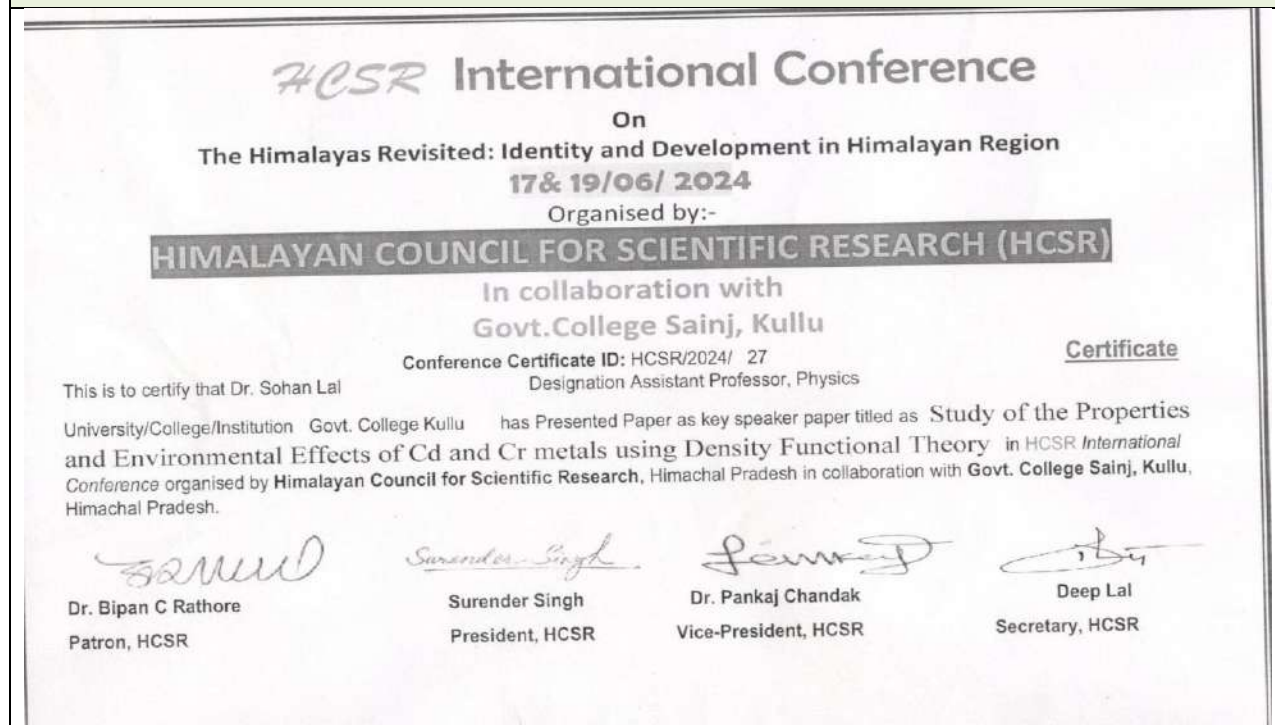 HCSR International Conference
On
The Himalayas Revisited: Identity and Development in Himalayan Region
17& 19/06/ 2024
Organised by:-
HIMALAYAN COUNCIL FOR SCIENTIFIC RESEARCH (HCSR)
In collaboration with
Govt.College Sainj, Kullu
Certificate
Conference Certificate ID: HCSR/2024/ 27
This is to certify that Dr. Sohan Lal Designation Assistant Professor, Physics
University/College/Institution Govt. College Kullu has Presented Paper as key speaker paper titled as Study of the Properties
and Environmental Effects of Cd and Cr metals using Density Functional Theory in HCSR International
Conference organised by Himalayan Council for Scientific Research, Himachal Pradesh in collaboration with Govt. College Sainj, Kullu,
Himachal Pradesh.
Surender Singh
Dr. Bipan C Rathore Surender Singh Dr. Pankaj Chandak Deep Lal
Patron, HCSR President, HCSR Vice-President, HCSR Secretary, HCSR